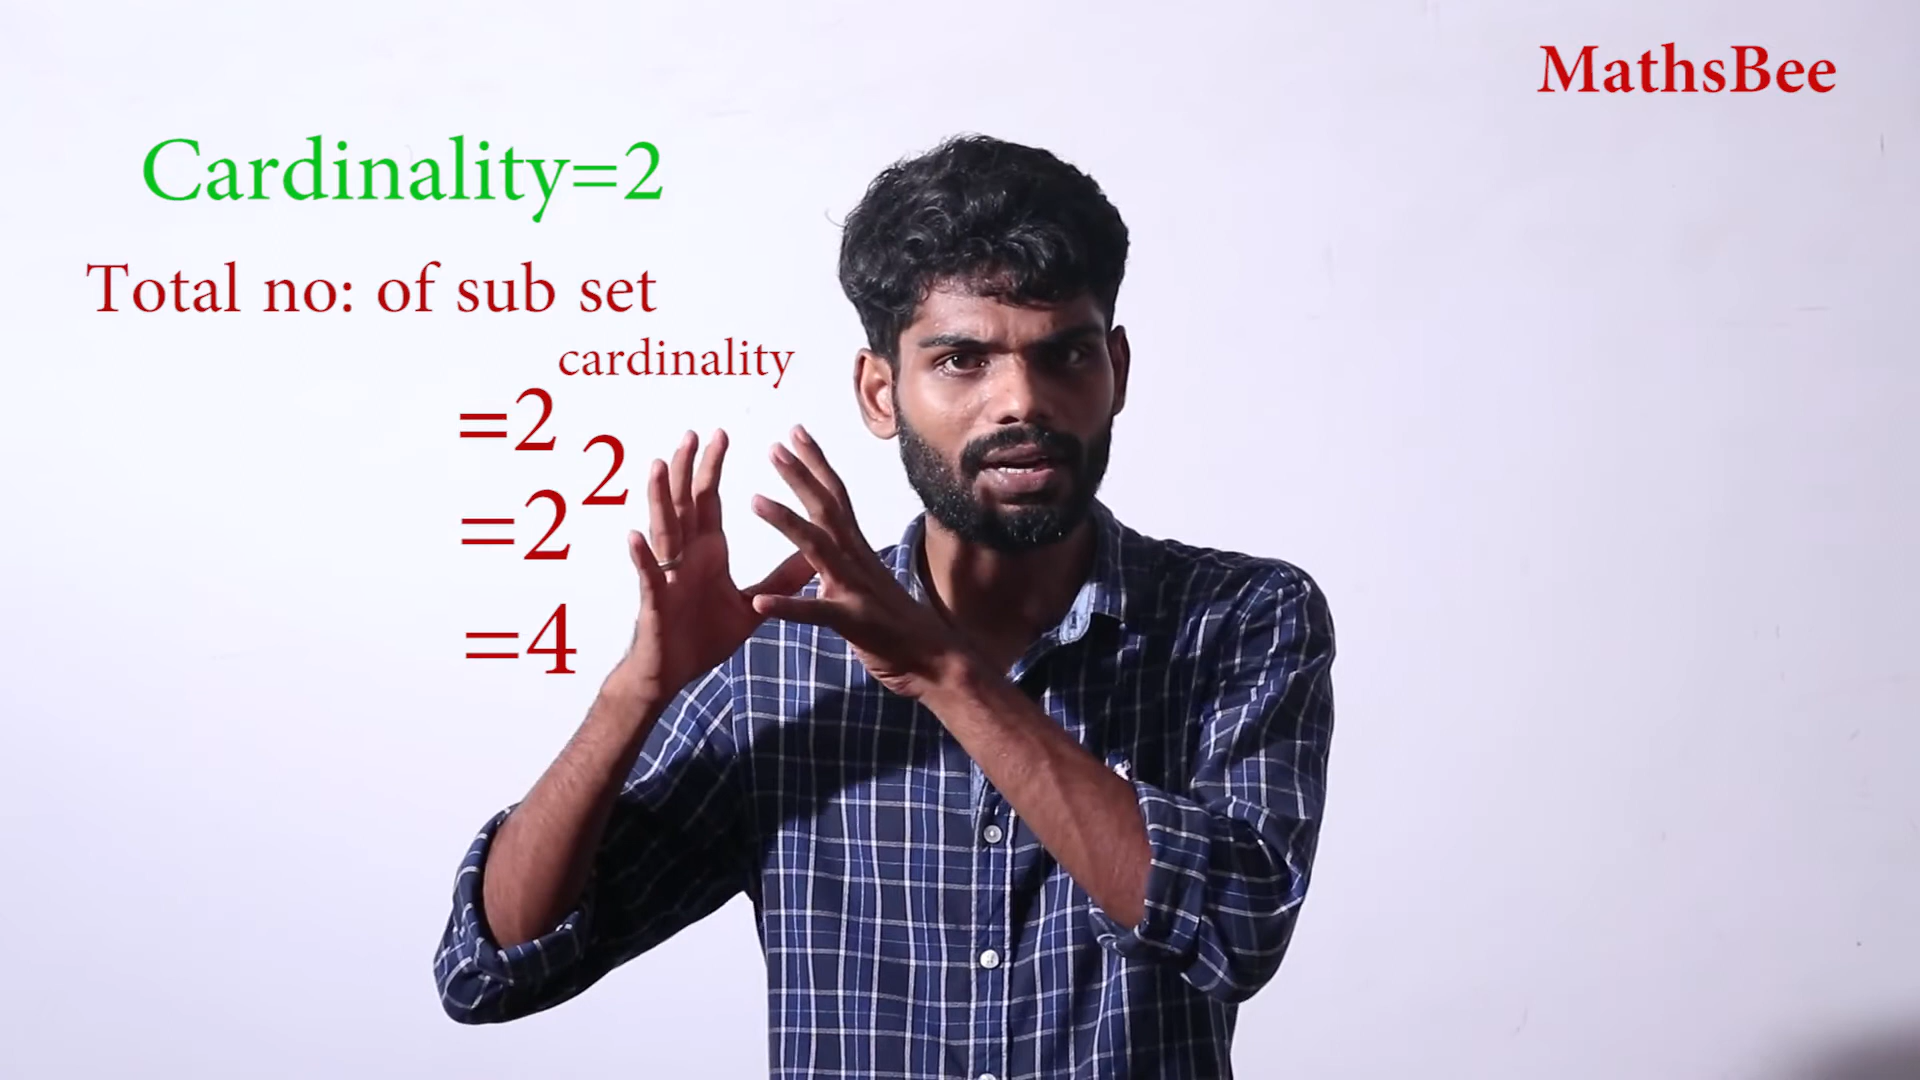 MathsBee
Cardinality=2
Total no: of sub set
=2 cardinality
=2 2
=4